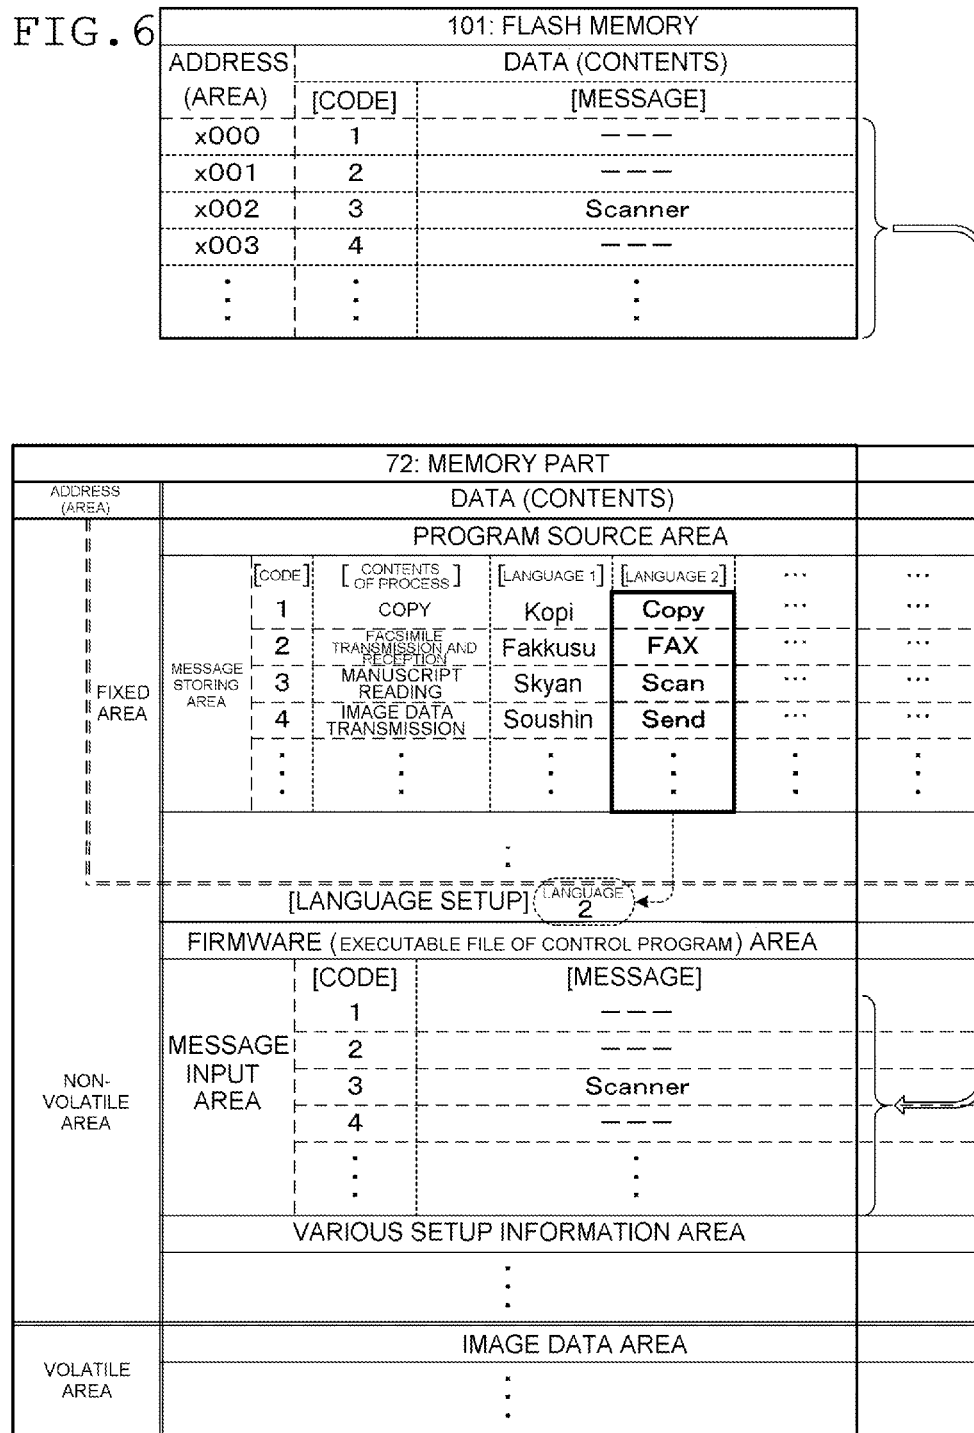 FIG. 6
101: FLASH MEMORY
ADDRESS (AREA) DATA (CONTENTS)
[CODE] [MESSAGE]
x000 1 ———
x001 2 ———
x002 3 Scanner
x003 4 ———
72: MEMORY PART
ADDRESS (AREA) DATA (CONTENTS)
PROGRAM SOURCE AREA
[CODE] [CONTENTS OF PROCESS] [LANGUAGE 1] [LANGUAGE 2] ... ...
1 COPY Kopi Copy ... ...
2 FACSIMILE TRANSMISSION AND RECEPTION Fakkusu FAX ... ...
MESSAGE STORING AREA
3 MANUSCRIPT READING Skyan Scan ... ...
FIXED AREA
4 IMAGE DATA TRANSMISSION Soushin Send ... ...
[LANGUAGE SETUP] LANGUAGE 2
FIRMWARE (EXECUTABLE FILE OF CONTROL PROGRAM) AREA
[CODE] [MESSAGE]
1 ———
MESSAGE INPUT AREA
2 ———
3 Scanner
4 ———
NON-VOLATILE AREA
VARIOUS SETUP INFORMATION AREA
IMAGE DATA AREA
VOLATILE AREA